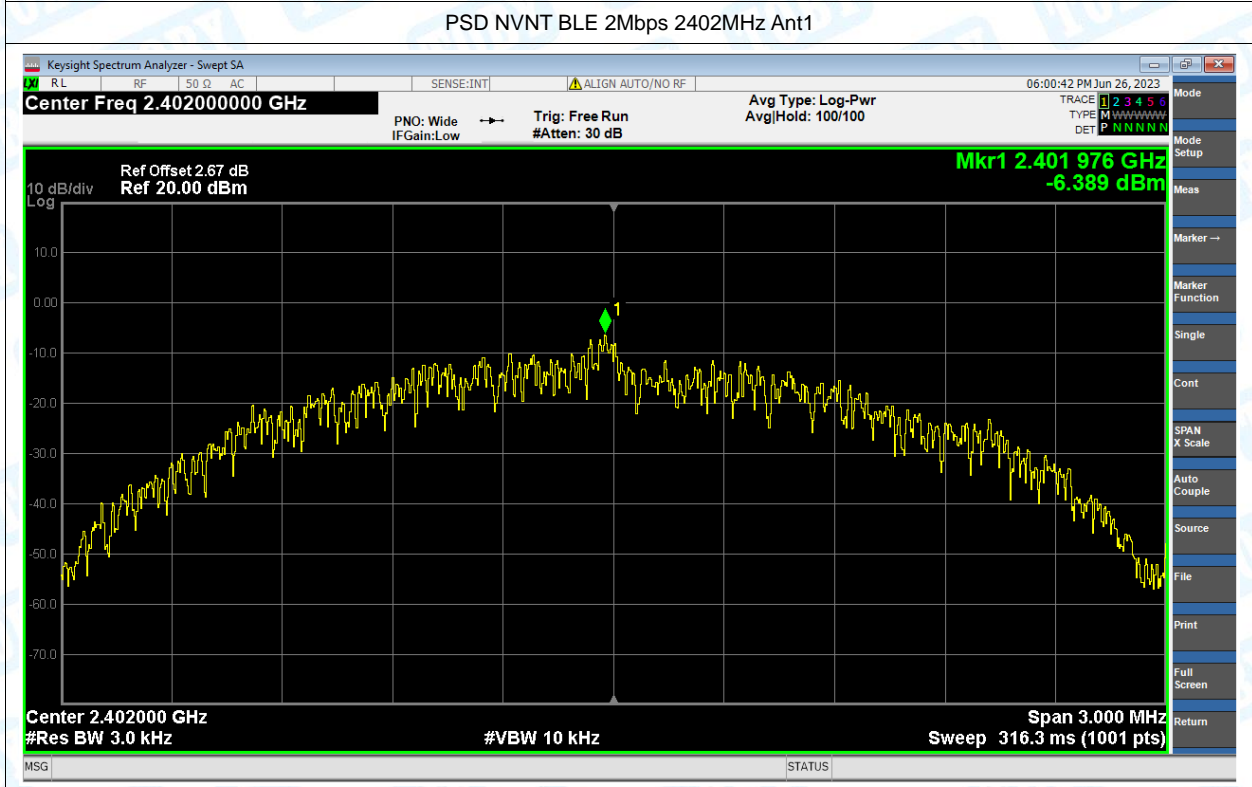 PSD NVNT BLE 2Mbps 2402MHz Ant1
Keysight Spectrum Analyzer - Swept SA
LXI RL RF 50 Ω AC SENSE:INT ALIGN AUTO/NO RF 06:00:42 PM Jun 26, 2023
Center Freq 2.402000000 GHz
PNO: Wide
IFGain:Low
Trig: Free Run
#Atten: 30 dB
Avg Type: Log-Pwr
Avg|Hold: 100/100
TRACE 1 2 3 4 5 6
TYPE M WWWWW
DET P N N N N N
Mkr1 2.401 976 GHz
-6.389 dBm
Ref Offset 2.67 dB
Ref 20.00 dBm
10 dB/div
Log
1
10.0
0.00
-10.0
-20.0
-30.0
-40.0
-50.0
-60.0
-70.0
Center 2.402000 GHz
Span 3.000 MHz
#Res BW 3.0 kHz
#VBW 10 kHz
Sweep 316.3 ms (1001 pts)
MSG
STATUS
Mode
Mode
Setup
Meas
Marker →
Marker
Function
Single
Cont
SPAN
X Scale
Auto
Couple
Source
File
Print
Full
Screen
Return